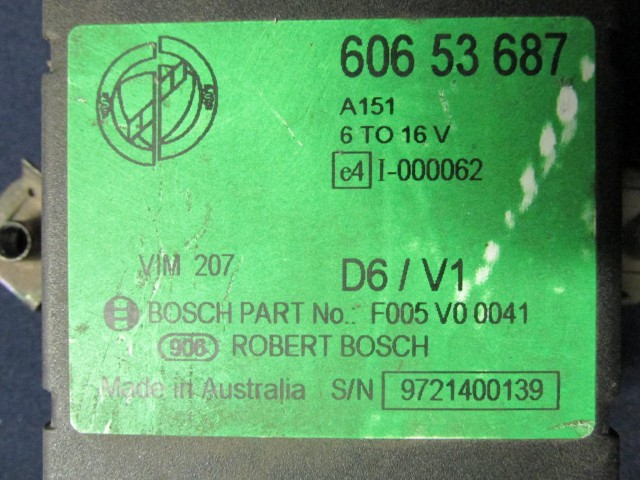 606 53 687
A151
6 TO 16 V
e4 I-000062
VIM 207 D6 / V1
BOSCH PART No.: F005 V0 0041
906 ROBERT BOSCH
Made in Australia S/N 9721400139